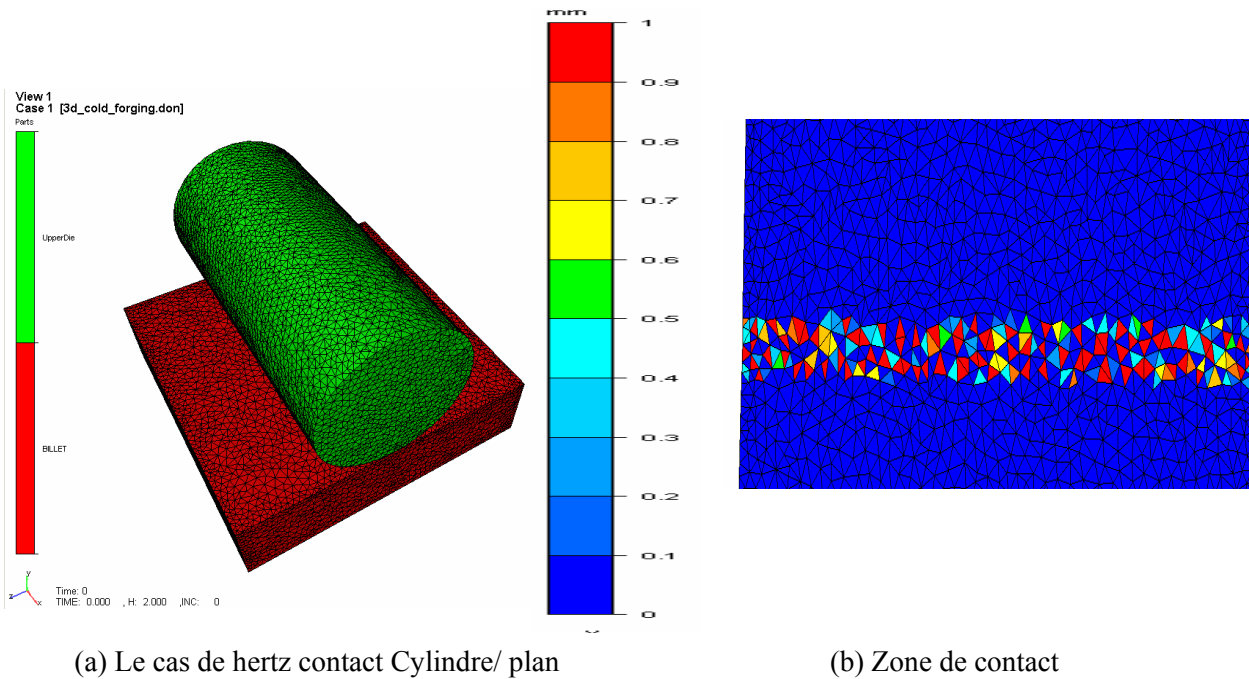 View 1
Case 1 [3d_cold_forging.don]
Parts
UpperDie
BILLET
y
z
x
Time: 0
TIME: 0.000 , H: 2.000 ,INC: 0
mm
1
0.9
0.8
0.7
0.6
0.5
0.4
0.3
0.2
0.1
0
(a) Le cas de hertz contact Cylindre/ plan
(b) Zone de contact